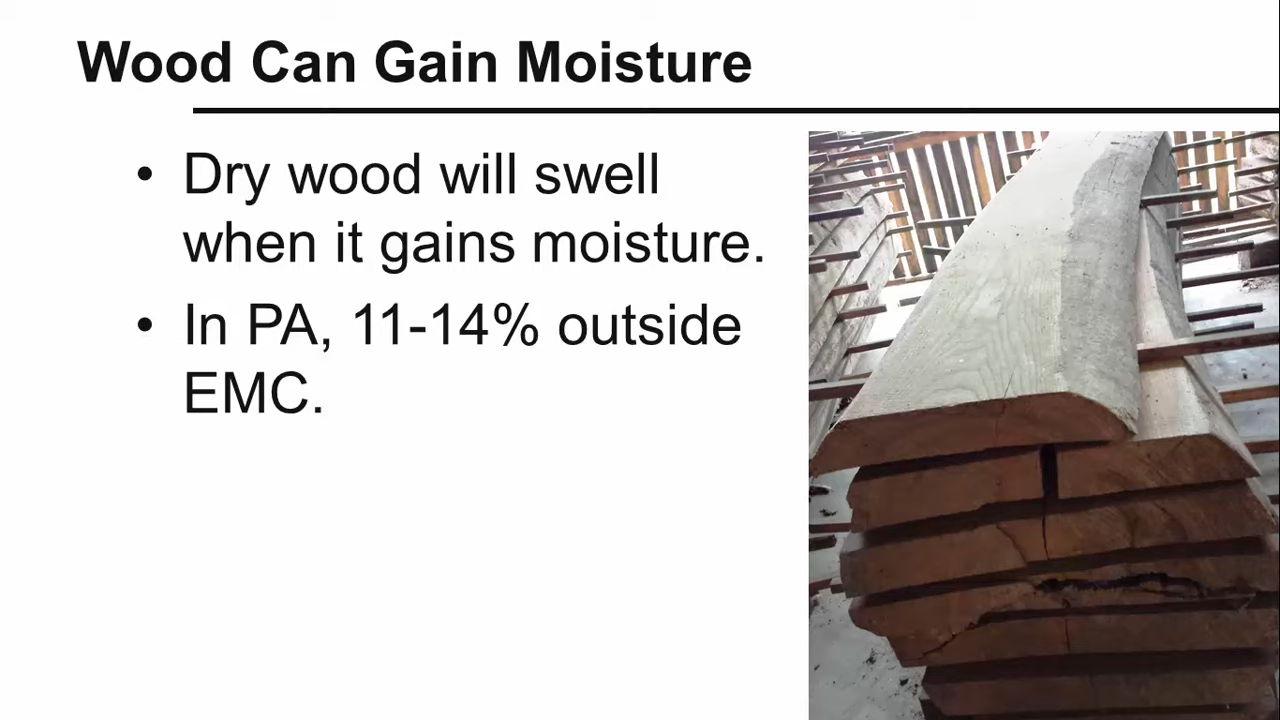 Wood Can Gain Moisture
• Dry wood will swell
when it gains moisture.
• In PA, 11-14% outside
EMC.